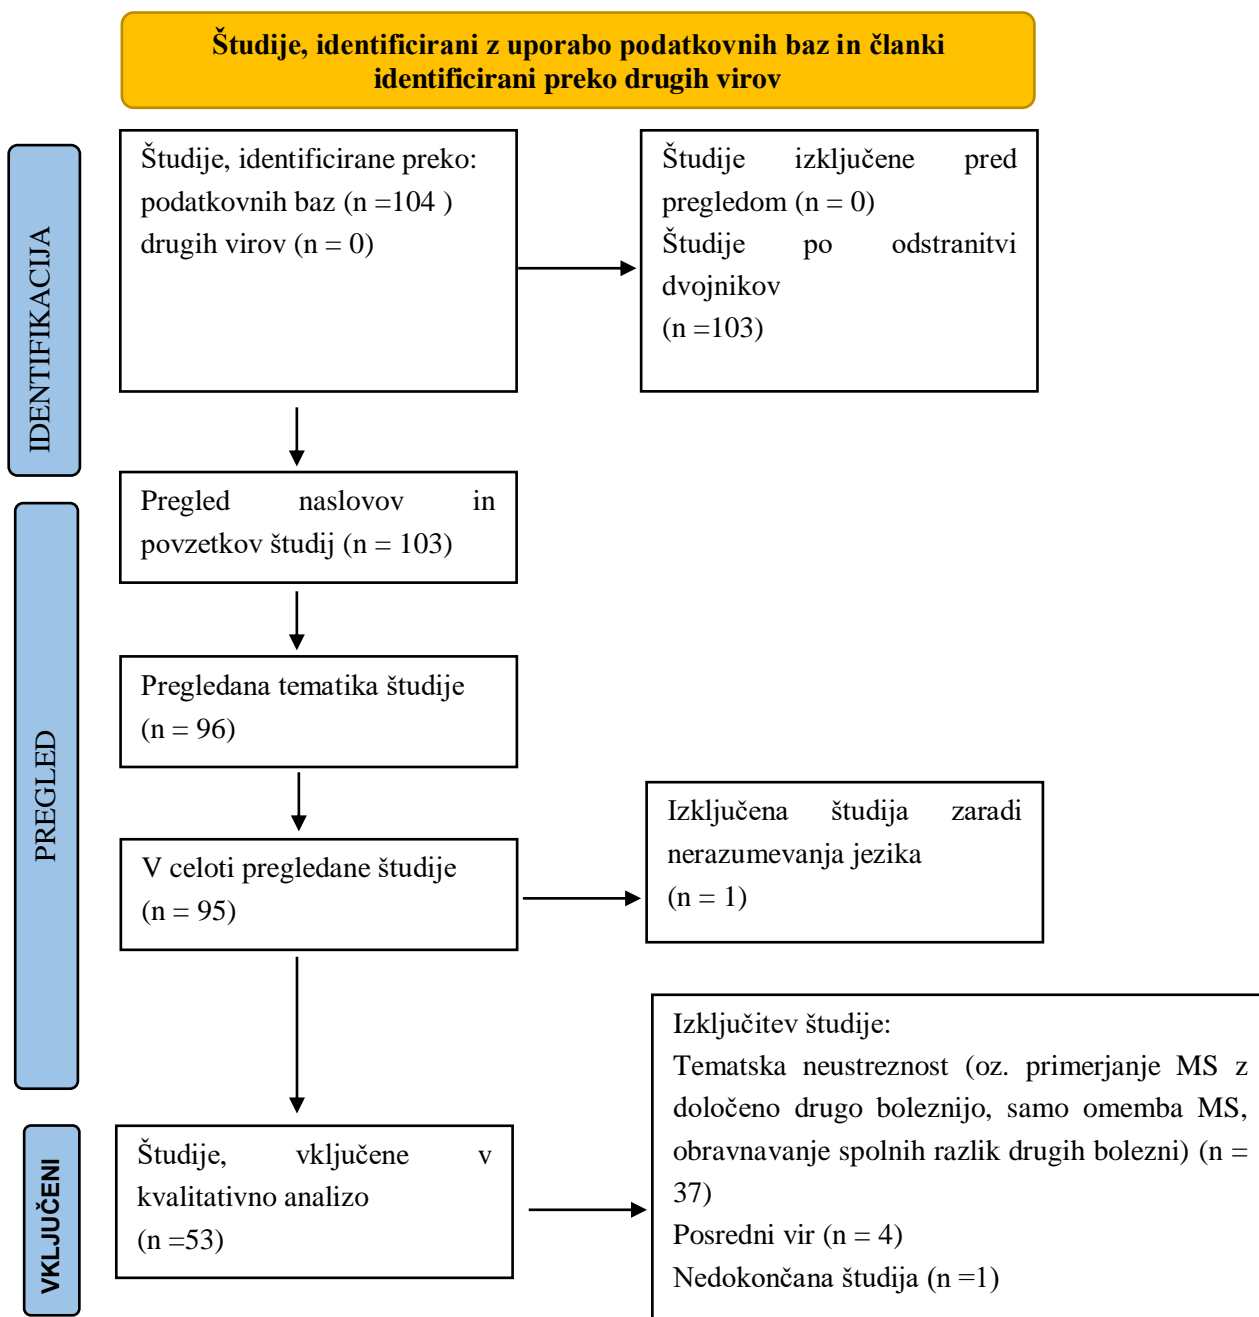 Študije, identificirani z uporabo podatkovnih baz in članki
identificirani preko drugih virov
IDENTIFIKACIJA
Študije, identificirane preko:
podatkovnih baz (n =104 )
drugih virov (n = 0)
Študije izključene pred
pregledom (n = 0)
Študije po odstranitvi
dvojnikov
(n =103)
PREGLED
Pregled naslovov in
povzetkov študij (n = 103)
Pregledana tematika študije
(n = 96)
V celoti pregledane študije
(n = 95)
Izključena študija zaradi
nerazumevanja jezika
(n = 1)
VKLJUČENI
Študije, vključene v
kvalitativno analizo
(n =53)
Izključitev študije:
Tematska neustreznost (oz. primerjanje MS z
določeno drugo boleznijo, samo omemba MS,
obravnavanje spolnih razlik drugih bolezni) (n =
37)
Posredni vir (n = 4)
Nedokončana študija (n =1)